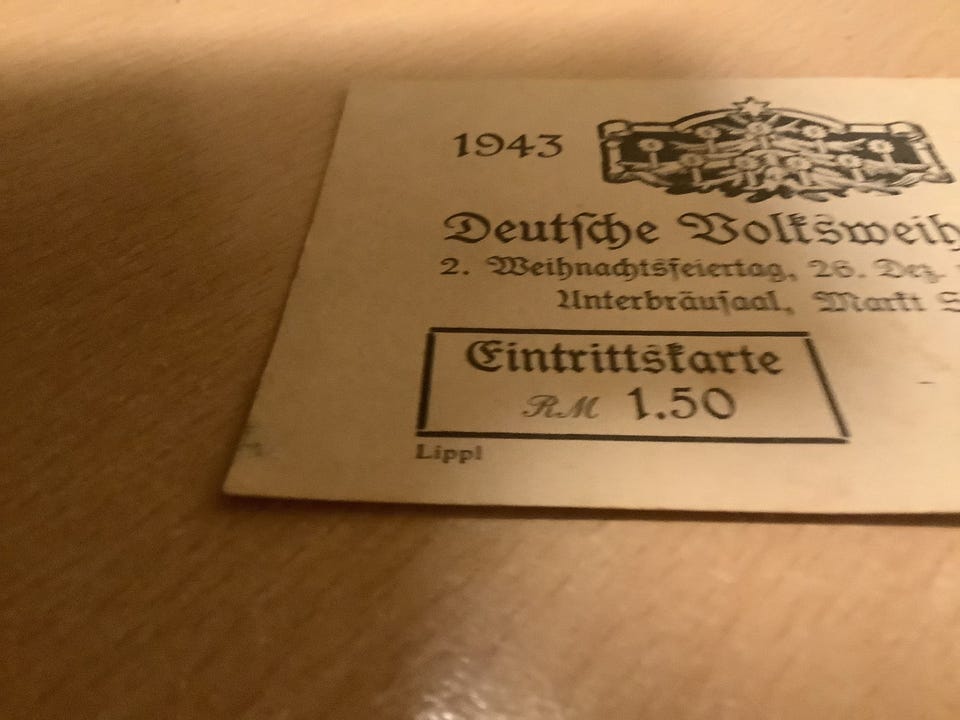 1943
Deutsche Volksweih
2. Weihnachtsfeiertag, 26. Dez.
Unterbräusaal, Markt S
Eintrittskarte
RM 1.50
Lippl